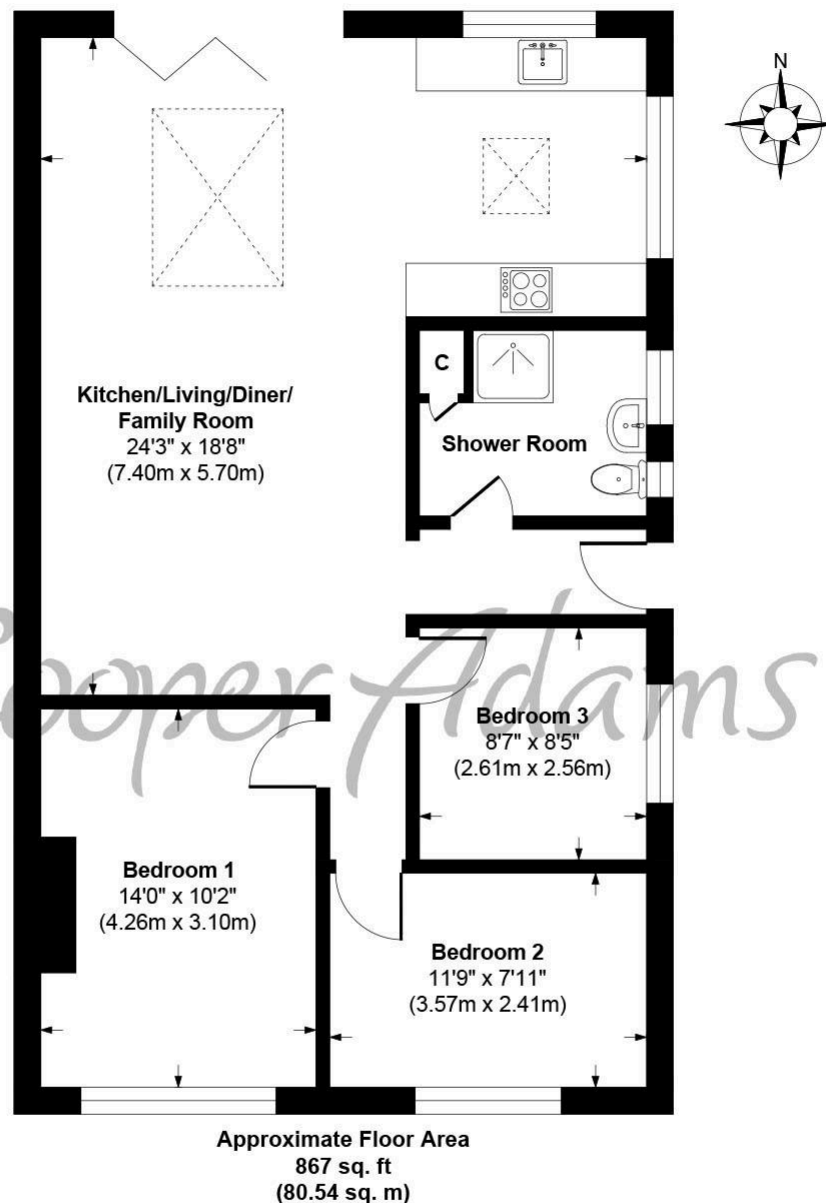 N
C
Kitchen/Living/Diner/
Family Room
24'3" x 18'8"
(7.40m x 5.70m)
Shower Room
Cooper Adams
Bedroom 3
8'7" x 8'5"
(2.61m x 2.56m)
Bedroom 1
14'0" x 10'2"
(4.26m x 3.10m)
Bedroom 2
11'9" x 7'11"
(3.57m x 2.41m)
Approximate Floor Area
867 sq. ft
(80.54 sq. m)